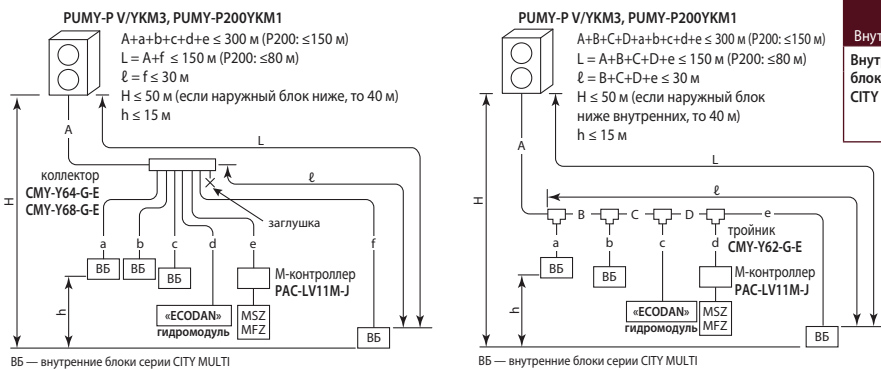 PUMY-P V/YKM3, PUMY-P200YKM1
A+a+b+c+d+e ≤ 300 м (P200: ≤150 м)
L = A+f ≤ 150 м (P200: ≤80 м)
ℓ = f ≤ 30 м
H ≤ 50 м (если наружный блок ниже, то 40 м)
h ≤ 15 м
A
L
H
коллектор
CMY-Y64-G-E
CMY-Y68-G-E
ℓ
заглушка
a
b
c
d
e
f
ВБ
ВБ
ВБ
М-контроллер
PAC-LV11M-J
h
«ECODAN»
гидромодуль
MSZ
MFZ
ВБ
ВБ — внутренние блоки серии CITY MULTI
PUMY-P V/YKM3, PUMY-P200YKM1
A+B+C+D+a+b+c+d+e ≤ 300 м (P200: ≤150 м)
L = A+B+C+D+e ≤ 150 м (P200: ≤80 м)
ℓ = B+C+D+e ≤ 30 м
H ≤ 50 м (если наружный блок
ниже внутренних, то 40 м)
h ≤ 15 м
A
L
H
ℓ
B
C
D
e
тройник
CMY-Y62-G-E
a
b
c
d
ВБ
ВБ
М-контроллер
PAC-LV11M-J
h
«ECODAN»
гидромодуль
MSZ
MFZ
ВБ
ВБ — внутренние блоки серии CITY MULTI
Внут
Внут
блок
CITY